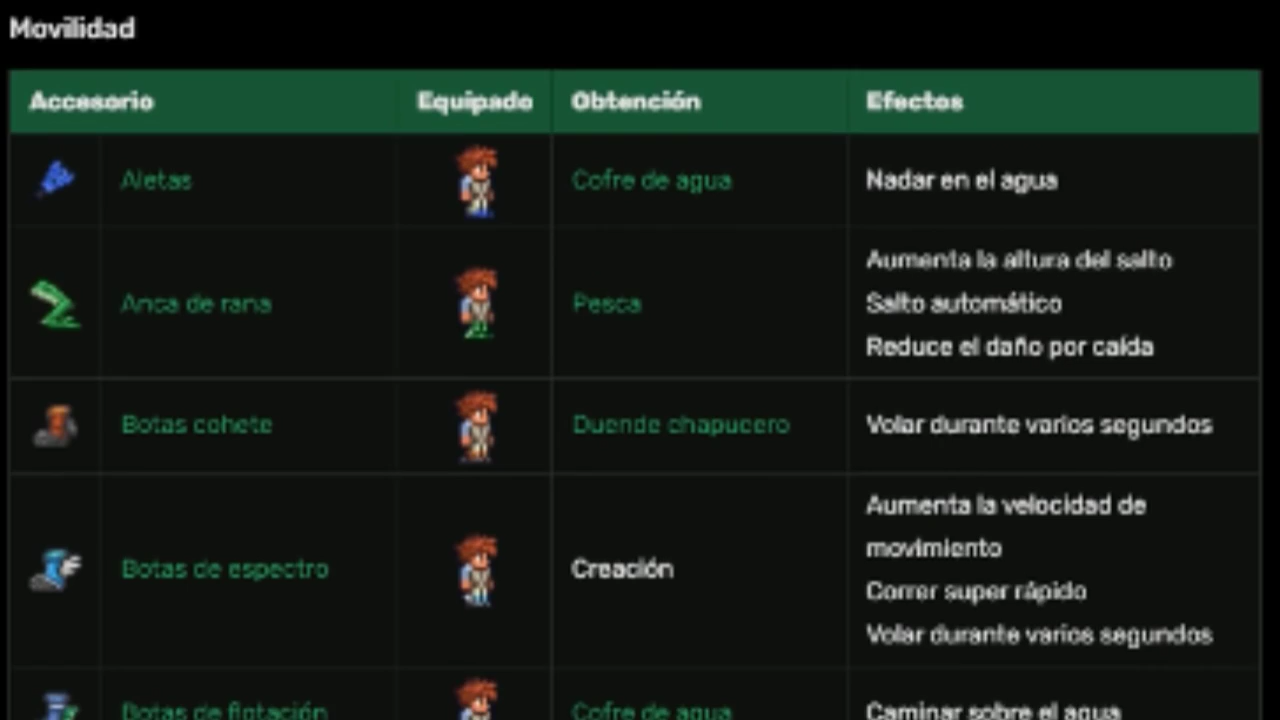 Movilidad
Accesorio Equipado Obtención Efectos
Aletas Cofre de agua Nadar en el agua
Anca de rana Pesca Aumenta la altura del salto
Salto automático
Reduce el daño por caída
Botas cohete Duende chapucero Volar durante varios segundos
Botas de espectro Creación Aumenta la velocidad de
movimiento
Correr super rápido
Volar durante varios segundos
Botas de flotación Cofre de agua Caminar sobre el agua